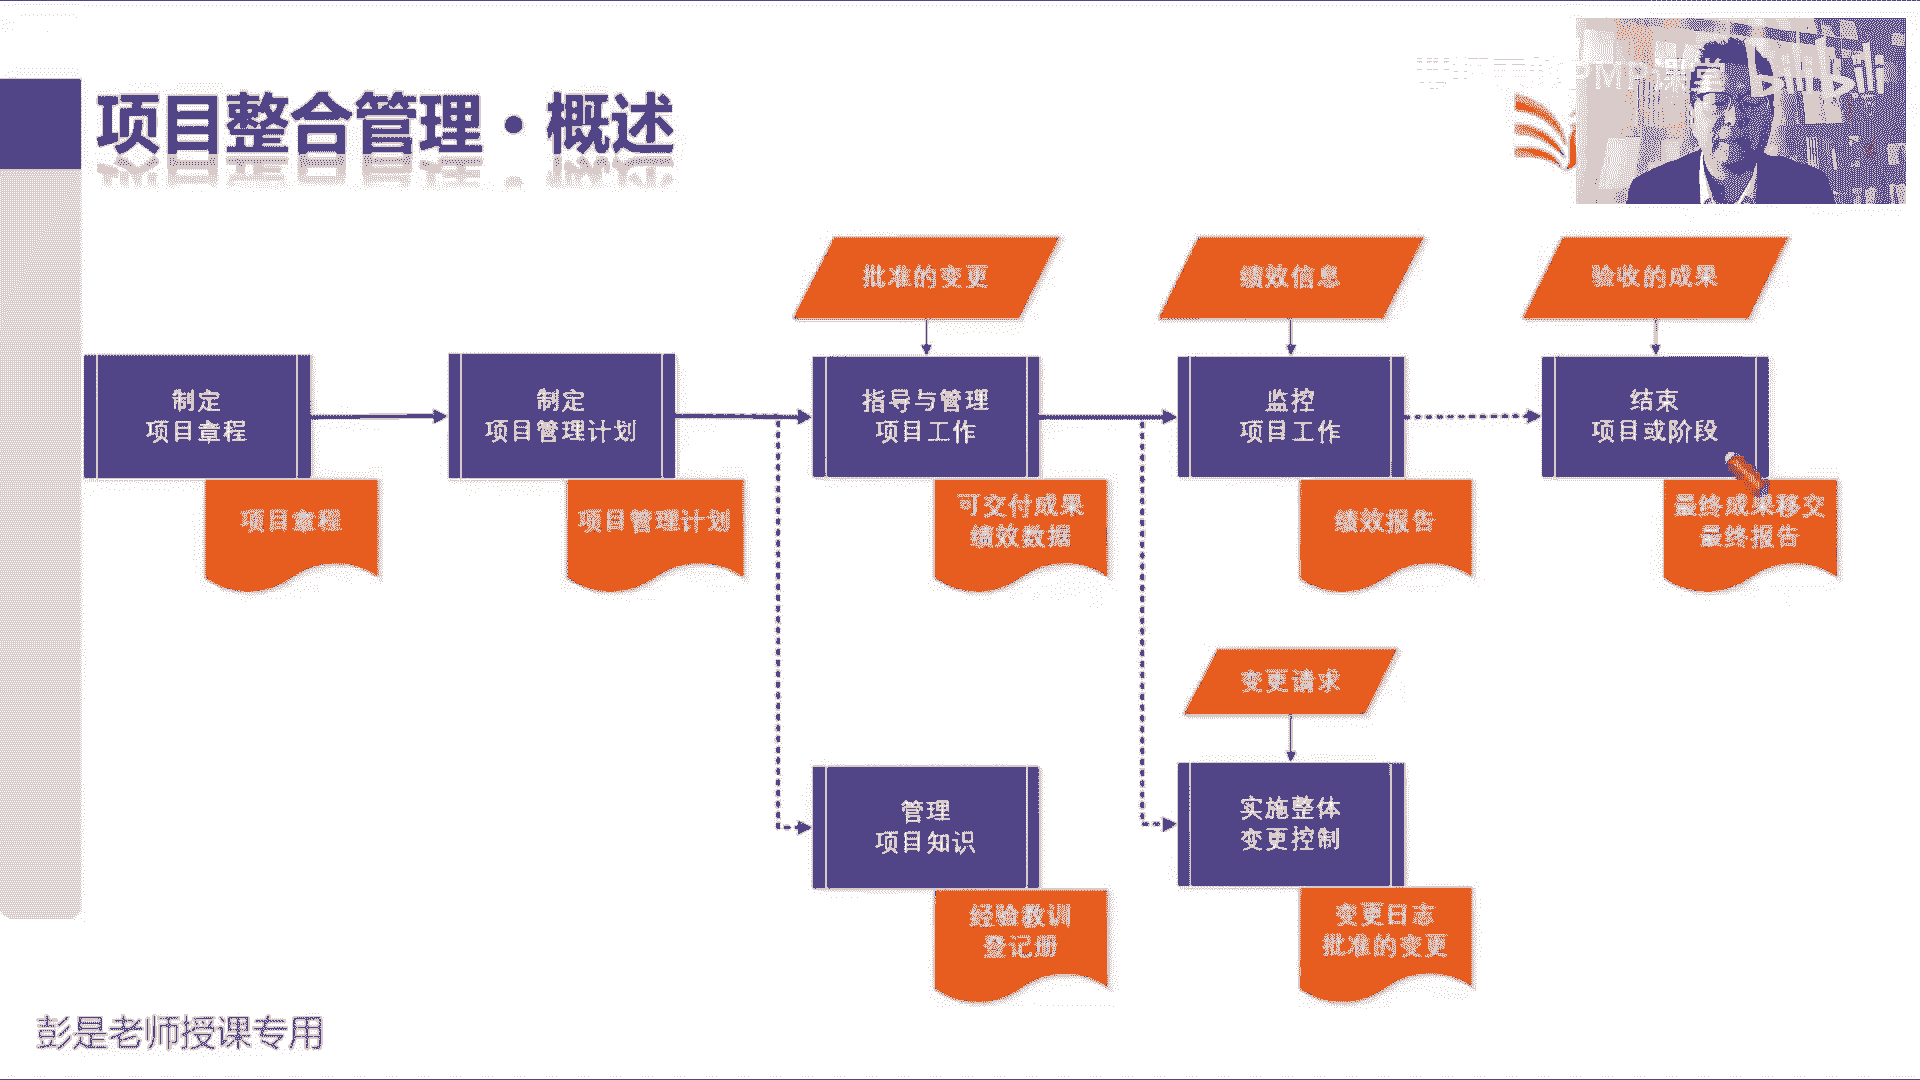 PMP课堂 bilibili
项目整合管理·概述
批准的变更
绩效信息
验收的成果
制定
项目章程
制定
项目管理计划
指导与管理
项目工作
监控
项目工作
结束
项目或阶段
项目章程
项目管理计划
可交付成果
绩效数据
绩效报告
最终成果移交
最终报告
变更请求
管理
项目知识
实施整体
变更控制
经验教训
登记册
变更日志
批准的变更
彭是老师授课专用